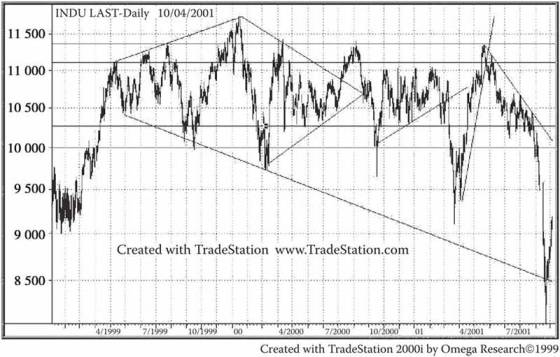 INDU LAST-Daily 10/04/2001
11 500
11 000
10 500
10 000
9 500
9 000
8 500
Created with TradeStation www.TradeStation.com
4/1999 7/1999 10/1999 00 4/2000 7/2000 10/2000 01 4/2001 7/2001
Created with TradeStation 2000i by Omega Research©1999